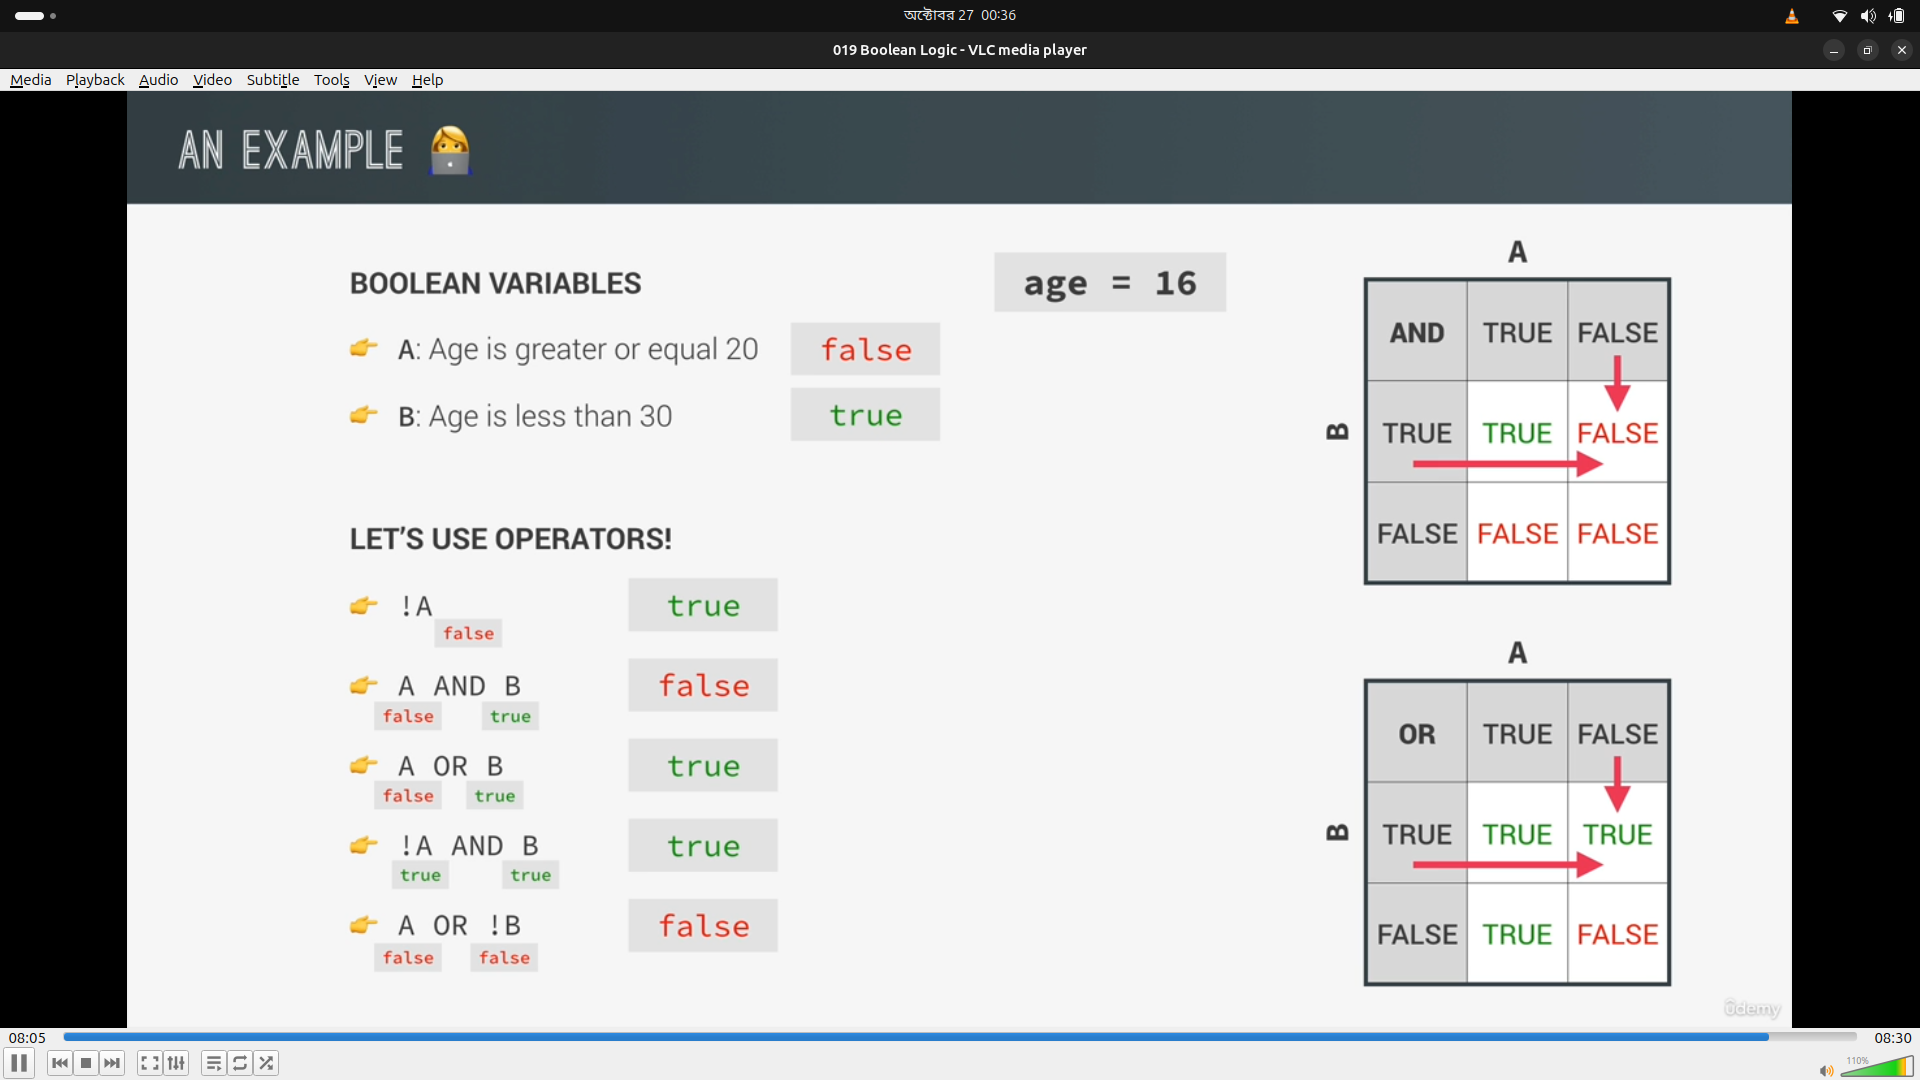 অক্টোবর 27 00:36
019 Boolean Logic - VLC media player
Media Playback Audio Video Subtitle Tools View Help
AN EXAMPLE
BOOLEAN VARIABLES
age = 16
A: Age is greater or equal 20 false
B: Age is less than 30 true
LET'S USE OPERATORS!
!A true
false
A AND B false
false true
A OR B true
false true
!A AND B true
true true
A OR !B false
false false
A
AND TRUE FALSE
B
TRUE TRUE FALSE
FALSE FALSE FALSE
A
OR TRUE FALSE
B
TRUE TRUE TRUE
FALSE TRUE FALSE
ûdemy
08:05 08:30
110%